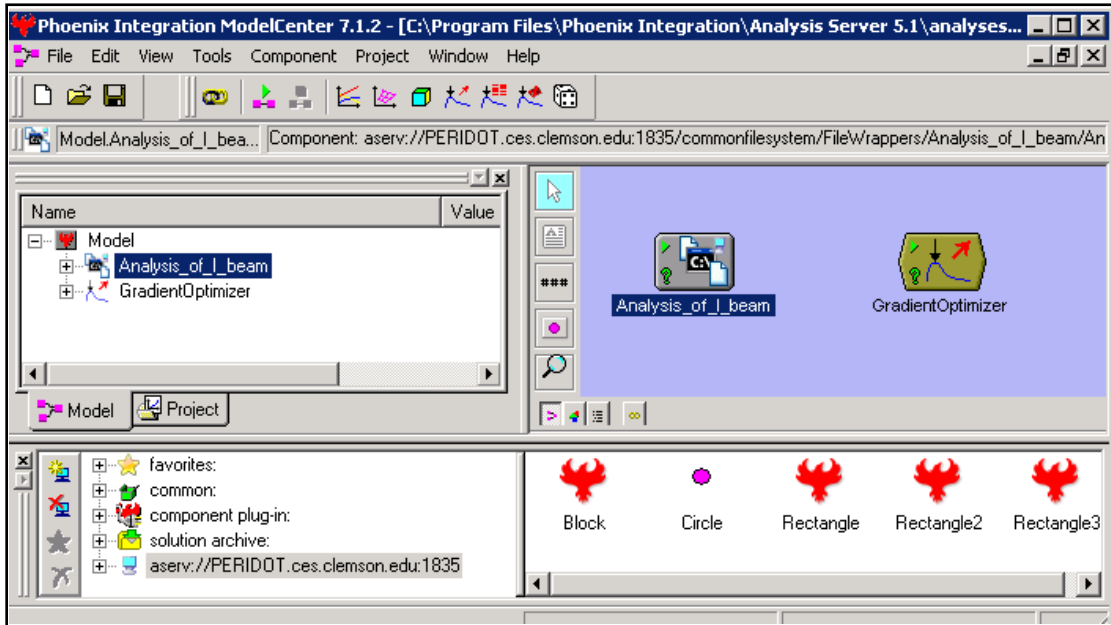 Phoenix Integration ModelCenter 7.1.2 - [C:\Program Files\Phoenix Integration\Analysis Server 5.1\analyses...
File Edit View Tools Component Project Window Help
Model.Analysis_of_I_bea... Component: aserv://PERIDOT.ces.clemson.edu:1835/commonfilesystem/FileWrappers/Analysis_of_I_beam/An
Name Value
Model
Analysis_of_I_beam
GradientOptimizer
Model Project
###
C:\
Analysis_of_I_beam GradientOptimizer
favorites:
common:
component plug-in:
solution archive:
aserv://PERIDOT.ces.clemson.edu:1835
Block Circle Rectangle Rectangle2 Rectangle3